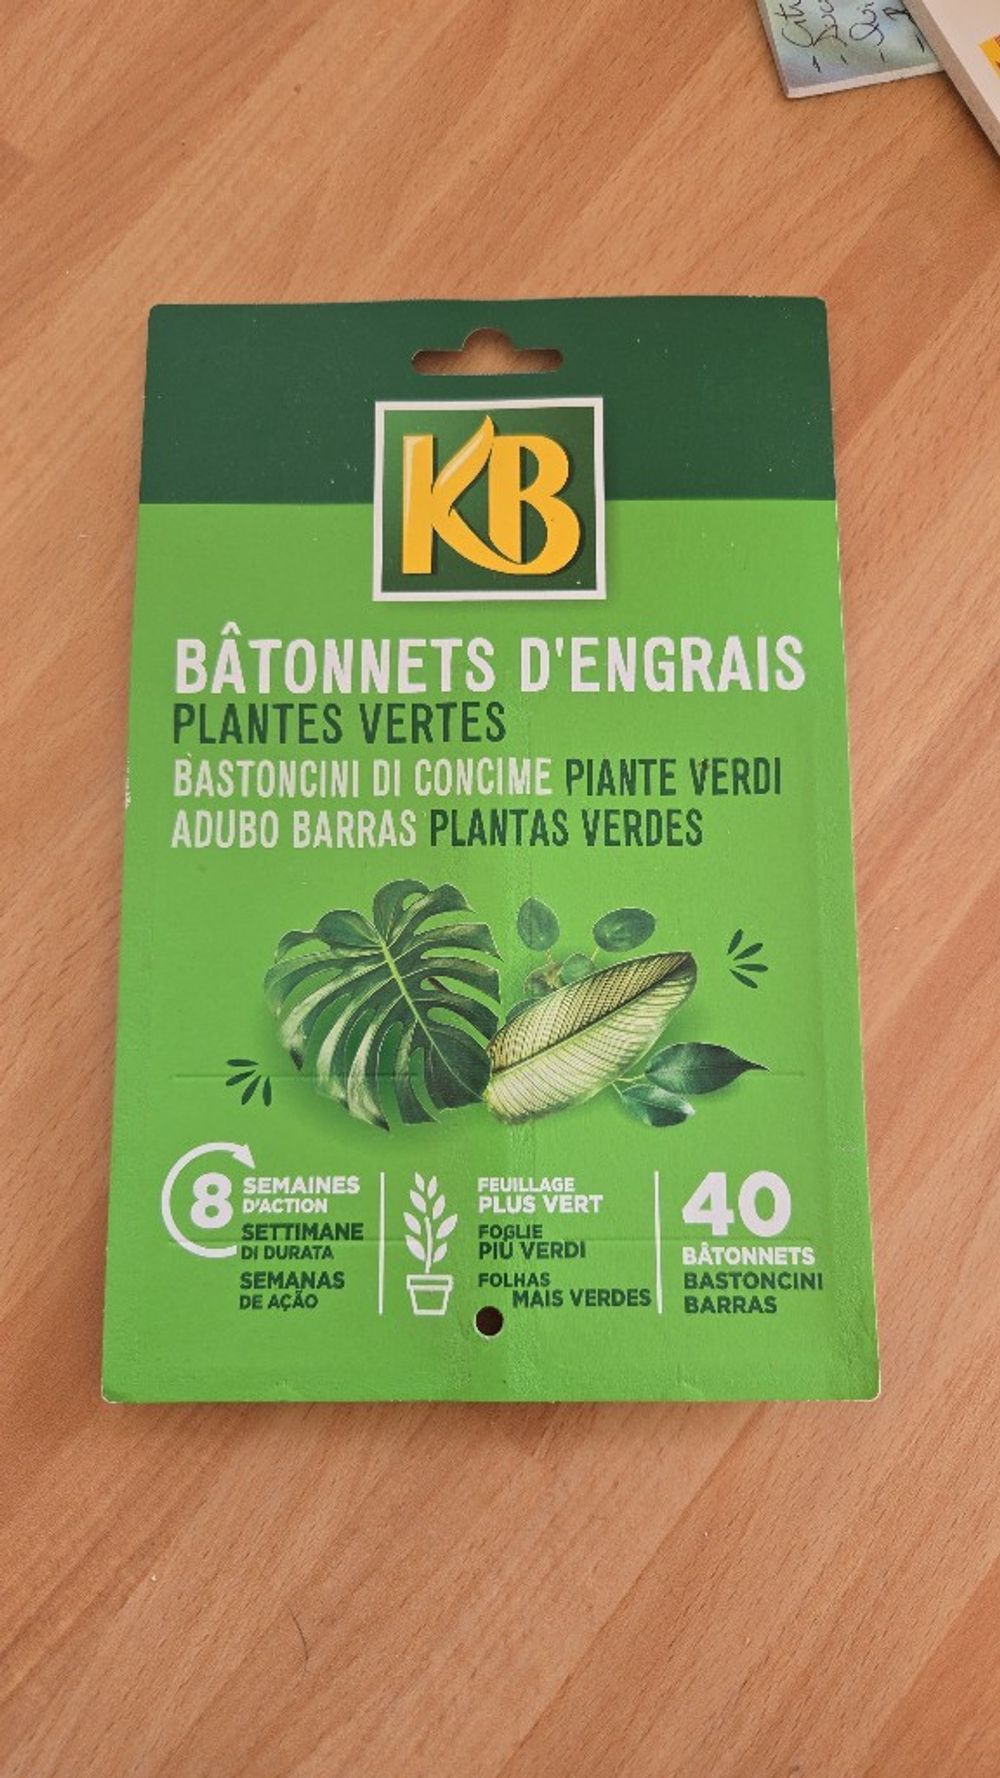 KB
BÂTONNETS D'ENGRAIS
PLANTES VERTES
BASTONCINI DI CONCIME PIANTE VERDI
ADUBO BARRAS PLANTAS VERDES
8 SEMAINES
D'ACTION
SETTIMANE
DI DURATA
SEMANAS
DE AÇÃO
FEUILLAGE
PLUS VERT
FOGLIE
PIÙ VERDI
FOLHAS
MAIS VERDES
40
BÂTONNETS
BASTONCINI
BARRAS